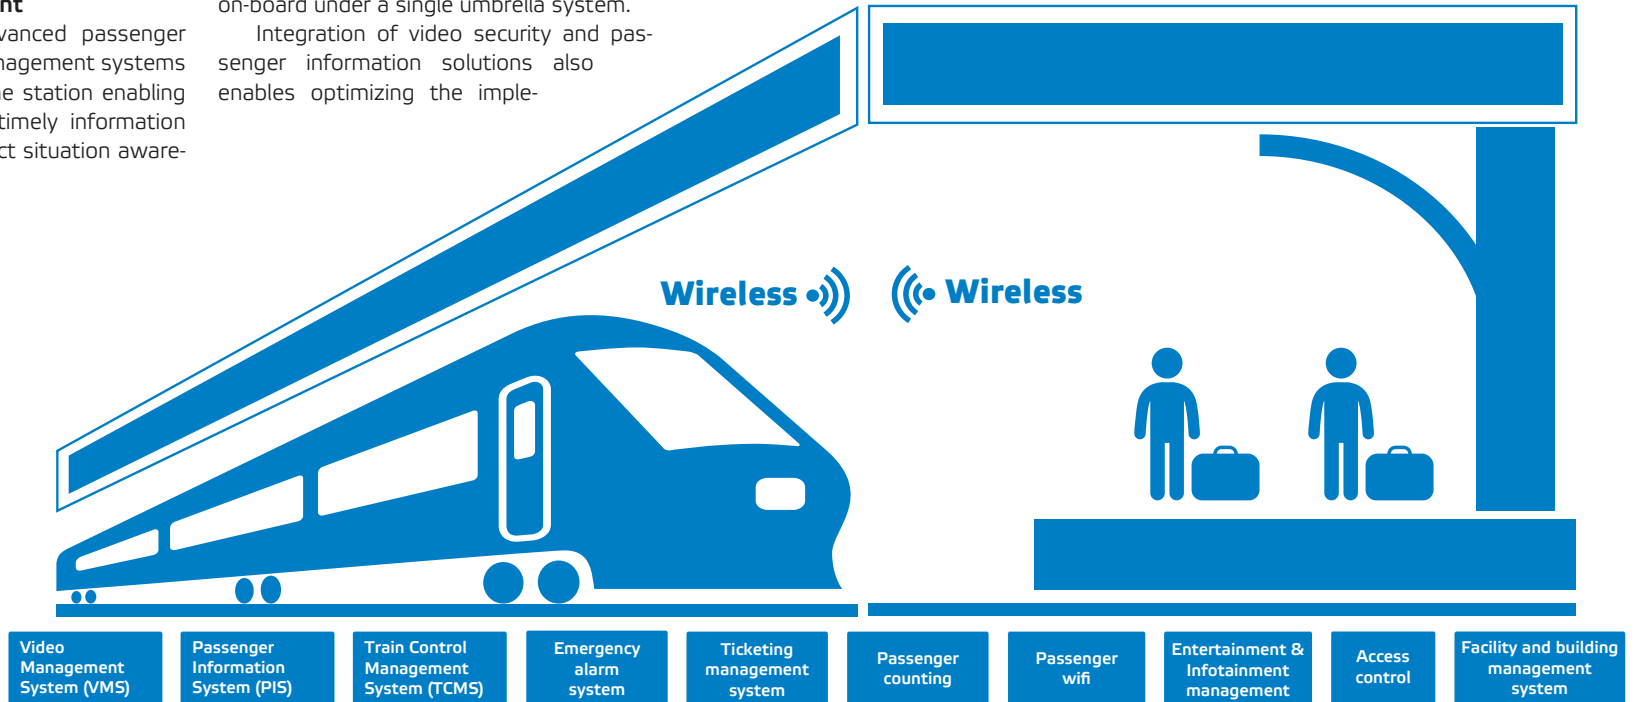 nt
vanced passenger
nagement systems
ne station enabling
timely information
ct situation aware-
on-board under a single umbrella system.
Integration of video security and pas-
senger information solutions also
enables optimizing the imple-
Wireless
Wireless
Video
Management
System (VMS)
Passenger
Information
System (PIS)
Train Control
Management
System (TCMS)
Emergency
alarm
system
Ticketing
management
system
Passenger
counting
Passenger
wifi
Entertainment &
Infotainment
management
Access
control
Facility and building
management
system